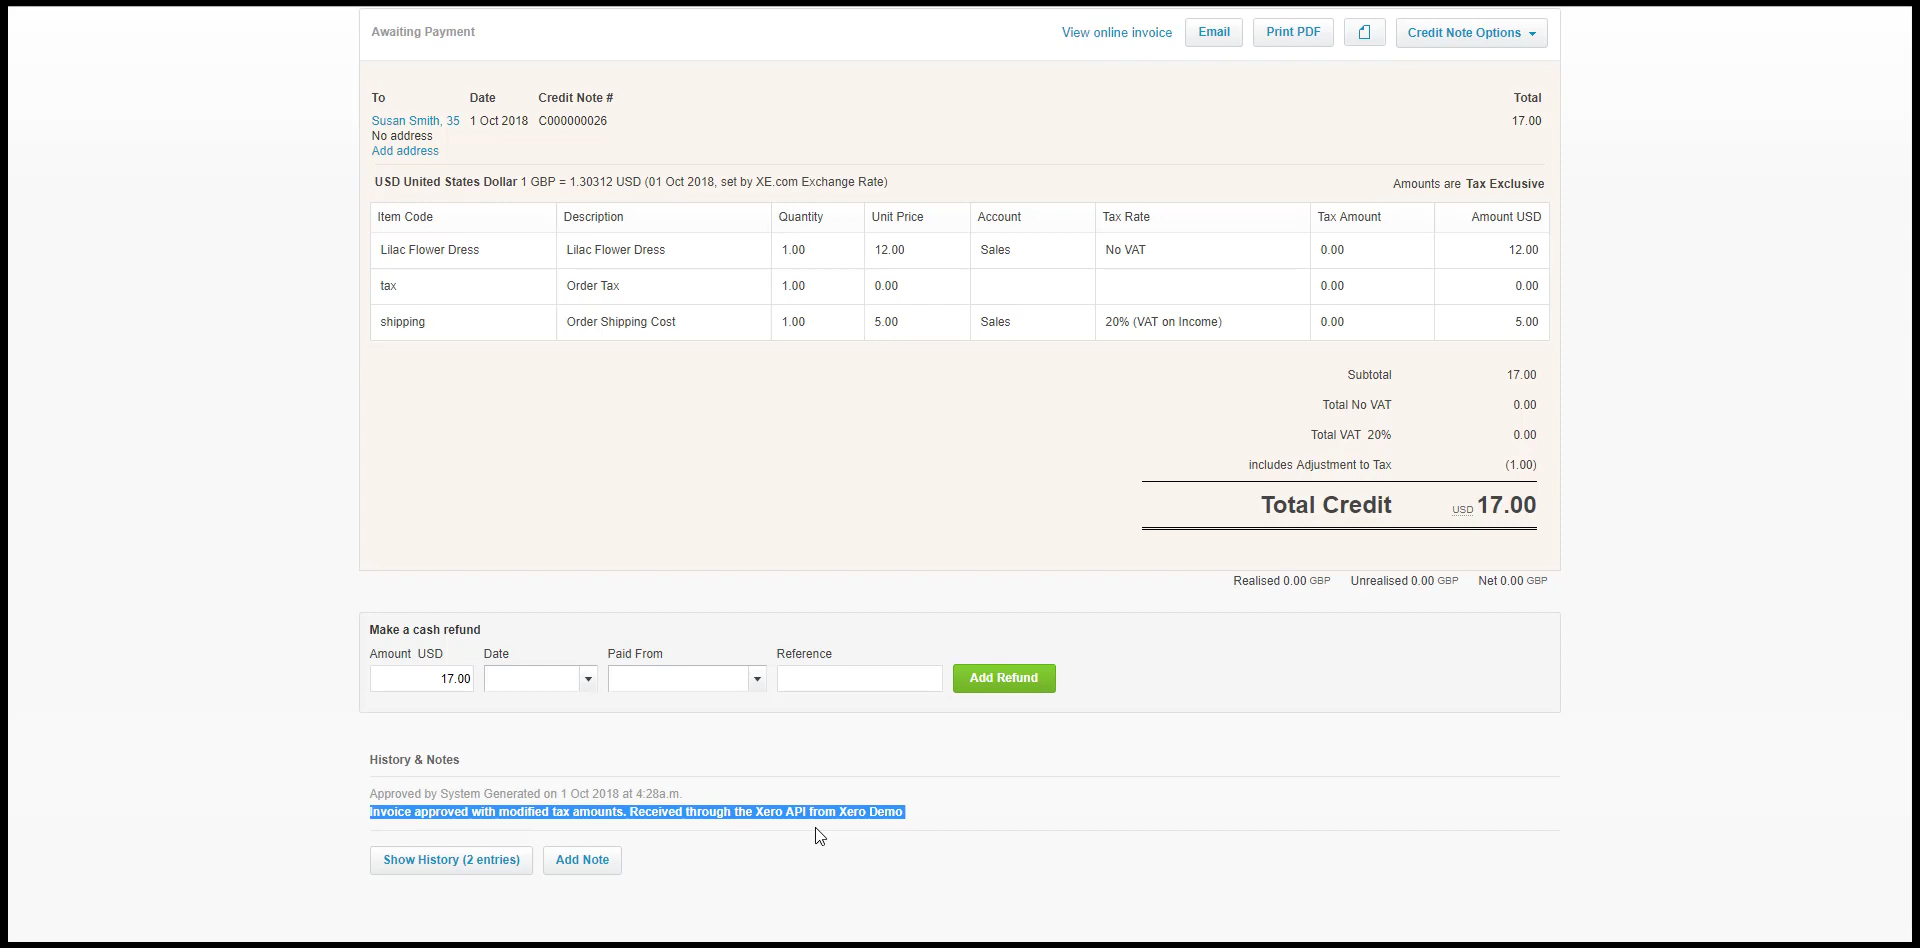 Awaiting Payment
View online invoice Email Print PDF Credit Note Options
To Date Credit Note # Total
Susan Smith, 35 1 Oct 2018 C000000026 17.00
No address
Add address
USD United States Dollar 1 GBP = 1.30312 USD (01 Oct 2018, set by XE.com Exchange Rate) Amounts are Tax Exclusive
Item Code Description Quantity Unit Price Account Tax Rate Tax Amount Amount USD
Lilac Flower Dress Lilac Flower Dress 1.00 12.00 Sales No VAT 0.00 12.00
tax Order Tax 1.00 0.00 0.00 0.00
shipping Order Shipping Cost 1.00 5.00 Sales 20% (VAT on Income) 0.00 5.00
Subtotal 17.00
Total No VAT 0.00
Total VAT 20% 0.00
includes Adjustment to Tax (1.00)
Total Credit USD 17.00
Realised 0.00 GBP Unrealised 0.00 GBP Net 0.00 GBP
Make a cash refund
Amount USD Date Paid From Reference
17.00 Add Refund
History & Notes
Approved by System Generated on 1 Oct 2018 at 4:28a.m.
Invoice approved with modified tax amounts. Received through the Xero API from Xero Demo
Show History (2 entries) Add Note